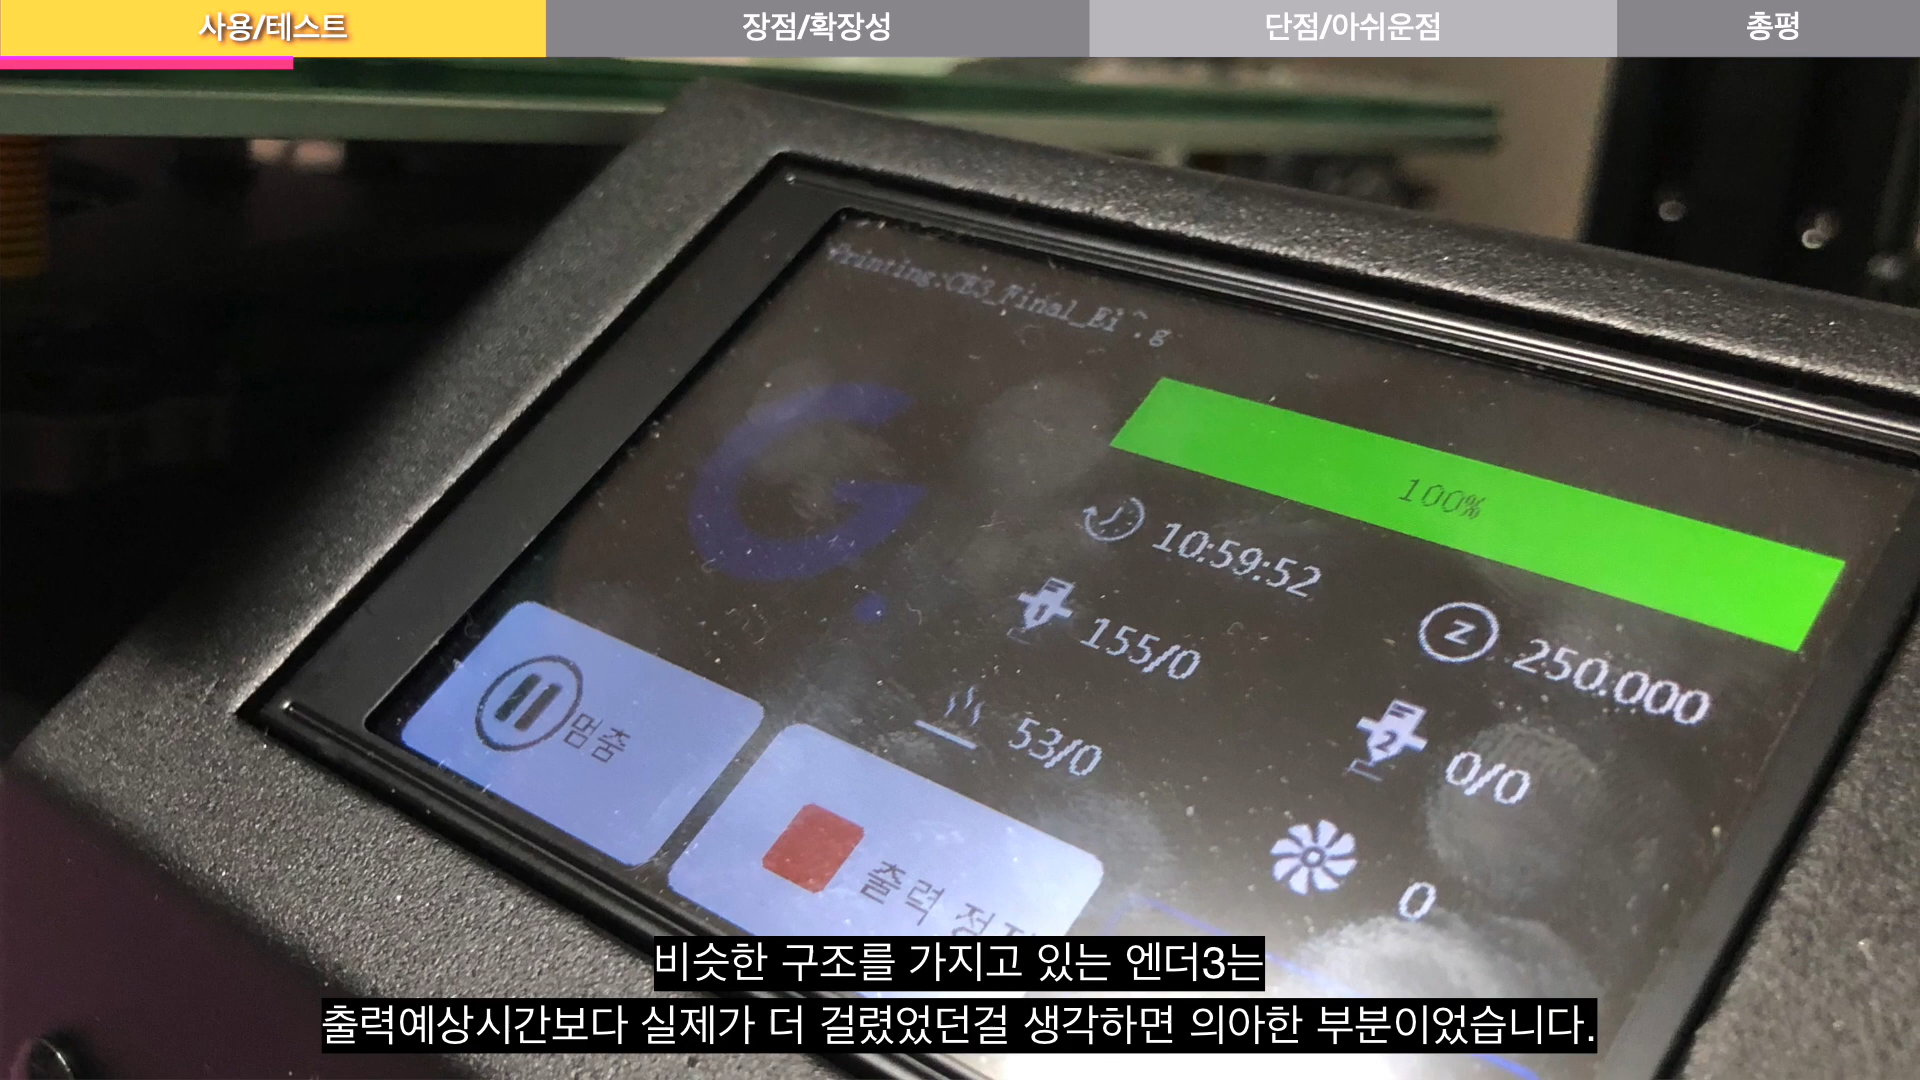 사용/테스트
장점/확장성
단점/아쉬운점
총평
100%
10:59:52
155/0
250.000
53/0
0/0
멈춤
출력
0
비슷한 구조를 가지고 있는 엔더3는
출력예상시간보다 실제가 더 걸렸었던걸 생각하면 의아한 부분이었습니다.